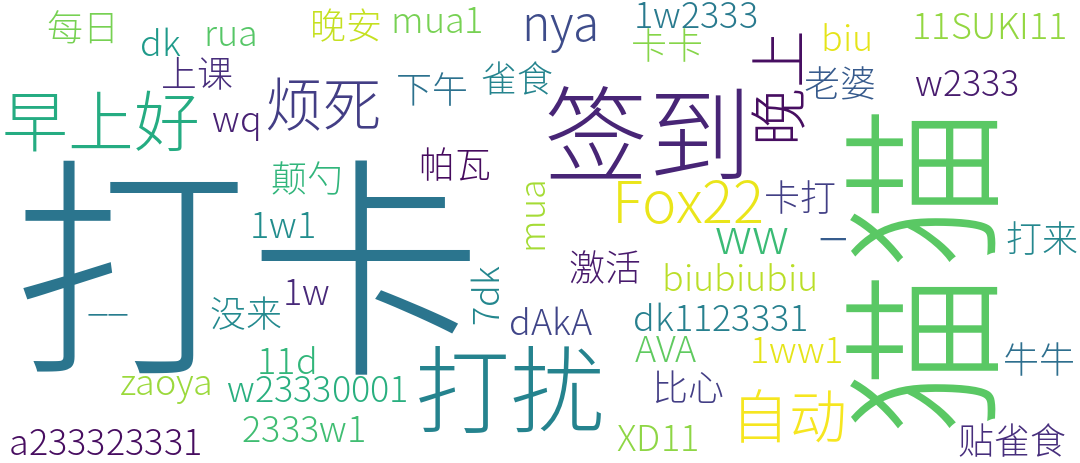 每日
dk
rua
上课
晚安
mua1
nya
1w2333
卡卡
上
晚
biu
11SUKI11
老婆
w2333
早上好
wq
烦死
下午
雀食
签到
猫猫
打卡
颠勺
帕瓦
Fox22
卡打
1w1
mua
ww
一
打来
激活
biubiubiu
1w
7dk
没来
一一
dAkA
dk1123331
11d
打扰
AVA
1ww1
牛牛
zaoya
w23330001
比心
自动
2333w1
a233323331
XD11
贴雀食